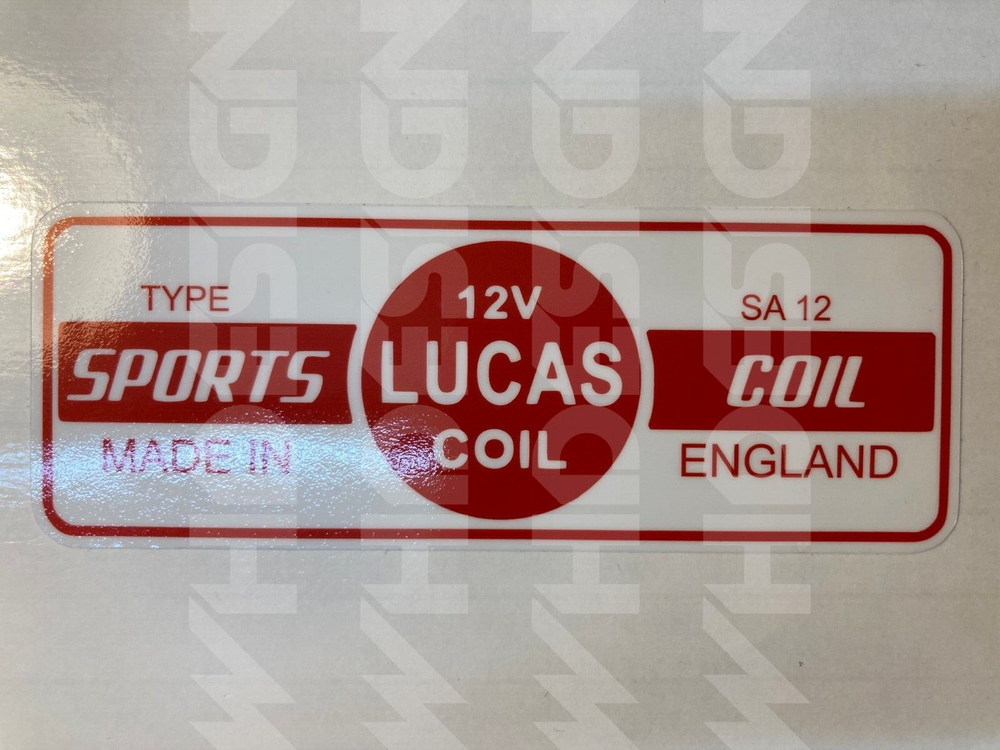 TYPE
SPORTS
MADE IN
12V
LUCAS
COIL
SA 12
COIL
ENGLAND